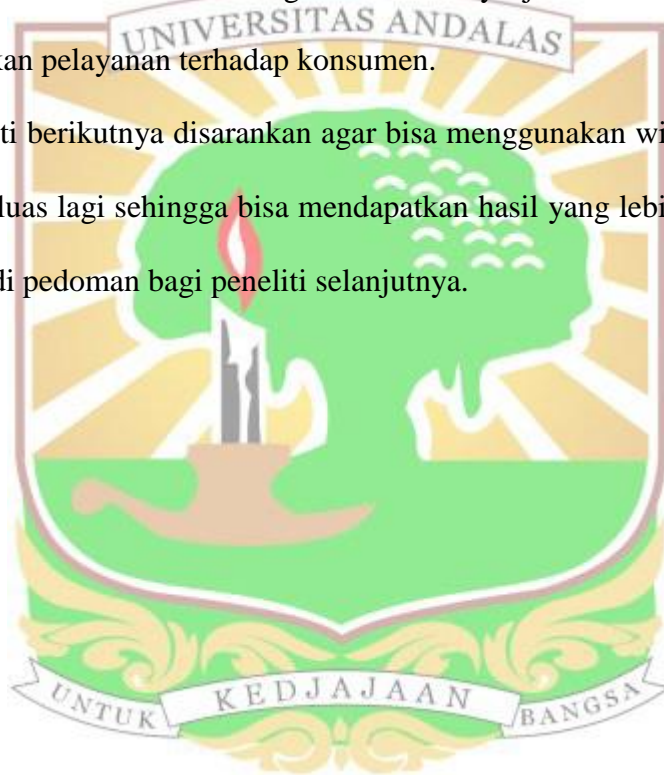 UNIVERSITAS ANDALAS
kan pelayanan terhadap konsumen.
ti berikutnya disarankan agar bisa menggunakan wi
luas lagi sehingga bisa mendapatkan hasil yang lebi
di pedoman bagi peneliti selanjutnya.
UNTUK KEDJAJAAN BANGSA